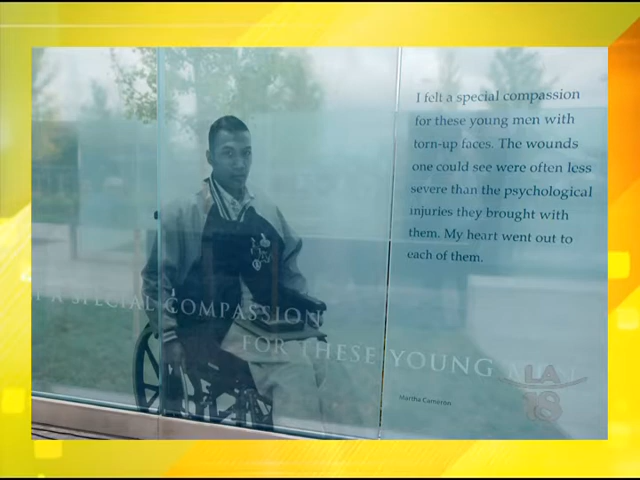 I felt a special compassion
for these young men with
torn-up faces. The wounds
one could see were often less
severe than the psychological
injuries they brought with
them. My heart went out to
each of them.
A SPECIAL COMPASSION
FOR THESE YOUNG MEN
Martha Cameron
LA
18